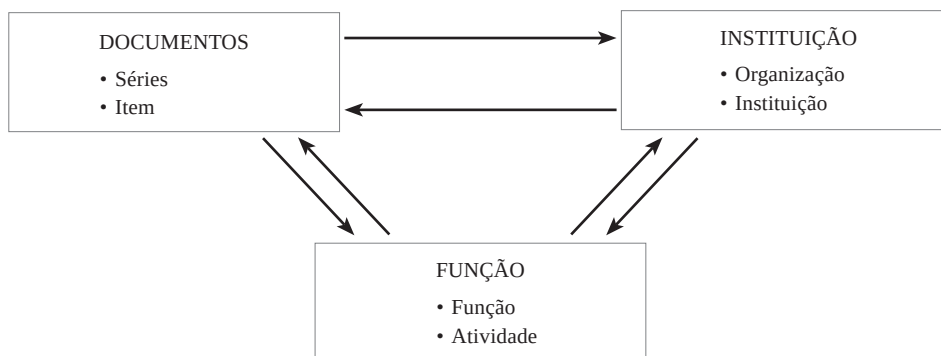 DOCUMENTOS
• Séries
• Item
INSTITUIÇÃO
• Organização
• Instituição
FUNÇÃO
• Função
• Atividade